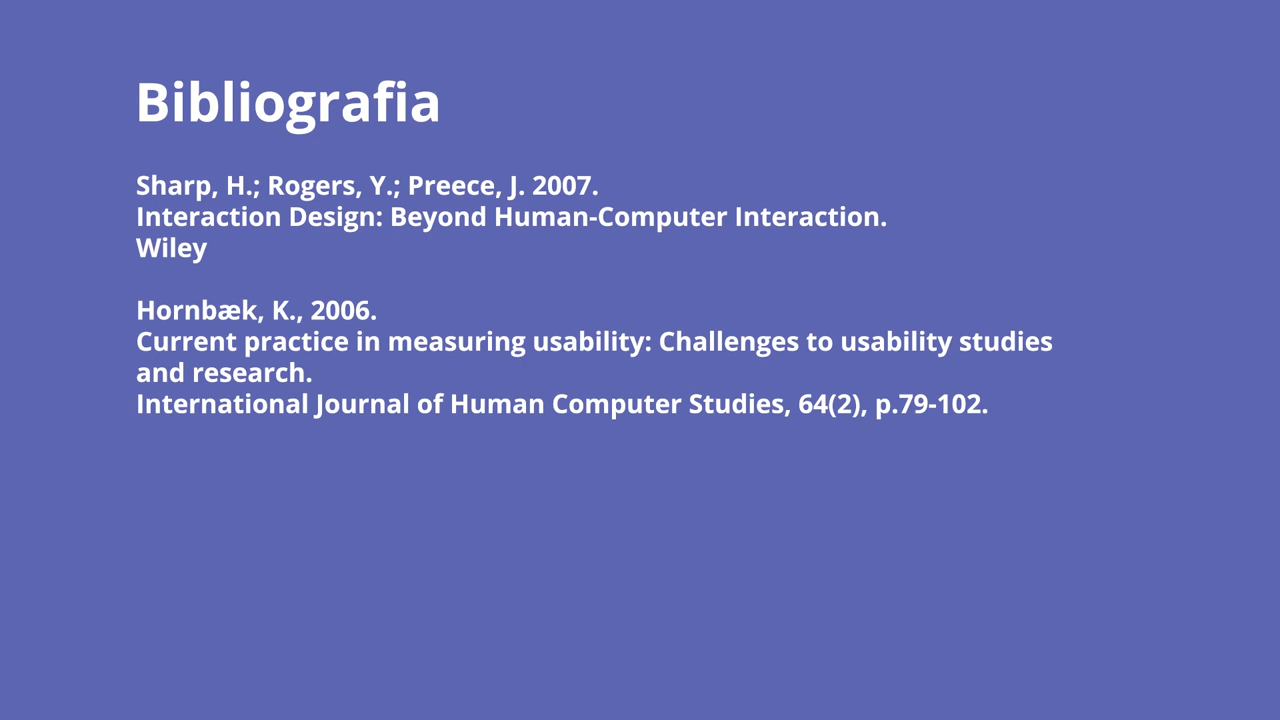 Bibliografia
Sharp, H.; Rogers, Y.; Preece, J. 2007.
Interaction Design: Beyond Human-Computer Interaction.
Wiley
Hornbæk, K., 2006.
Current practice in measuring usability: Challenges to usability studies
and research.
International Journal of Human Computer Studies, 64(2), p.79-102.